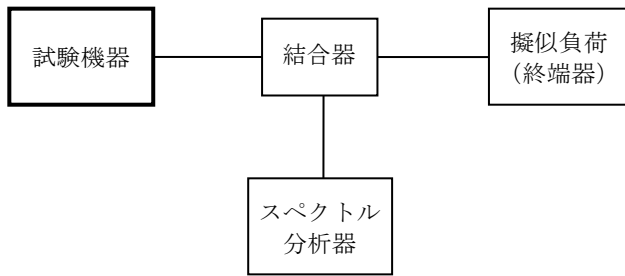 試験機器
結合器
擬似負荷
（終端器）
スペクトル
分析器